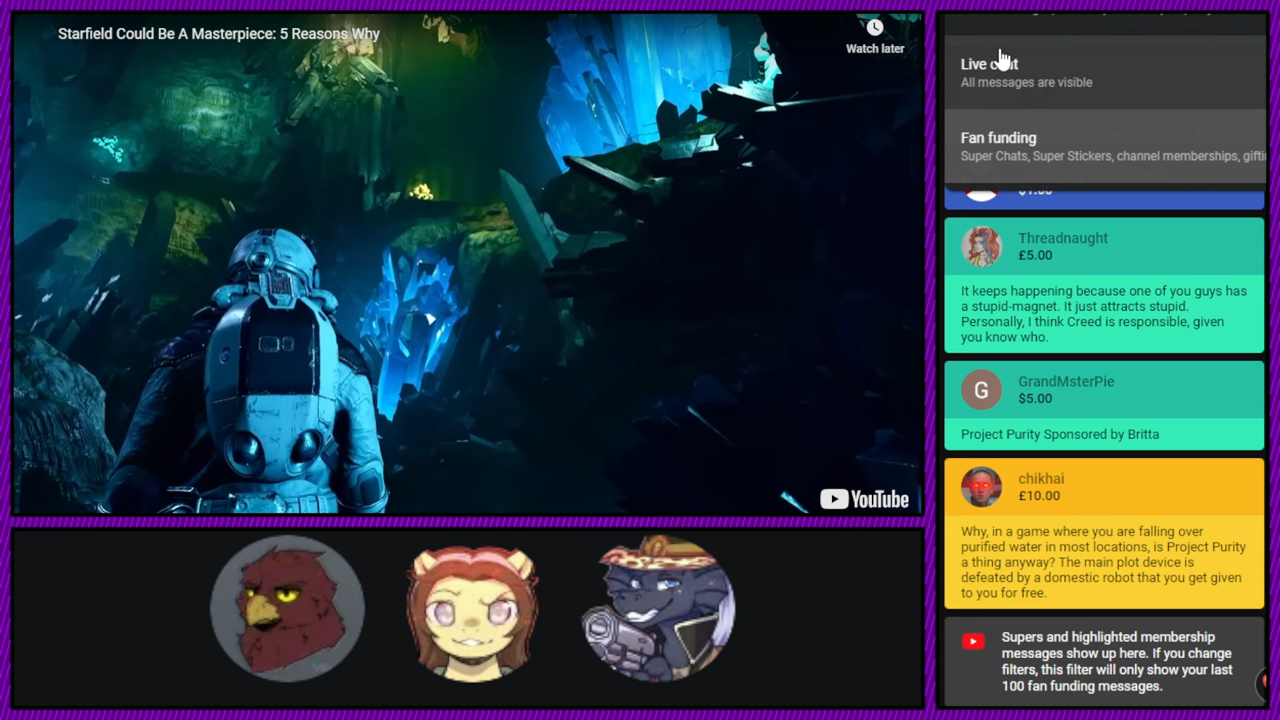 Starfield Could Be A Masterpiece: 5 Reasons Why
Watch later
YouTube
Live chat
All messages are visible
Fan funding
Super Chats, Super Stickers, channel memberships,
$1.00
Threadnaught
£5.00
It keeps happening because one of you guys has
a stupid-magnet. It just attracts stupid.
Personally, I think Creed is responsible, given
you know who.
G
GrandMsterPie
$5.00
Project Purity Sponsored by Britta
chikhai
£10.00
Why, in a game where you are falling over
purified water in most locations, is Project Purity
a thing anyway? The main plot device is
defeated by a domestic robot that you get given
to you for free.
Supers and highlighted membership
messages show up here. If you change
filters, this filter will only show your last
100 fan funding messages.